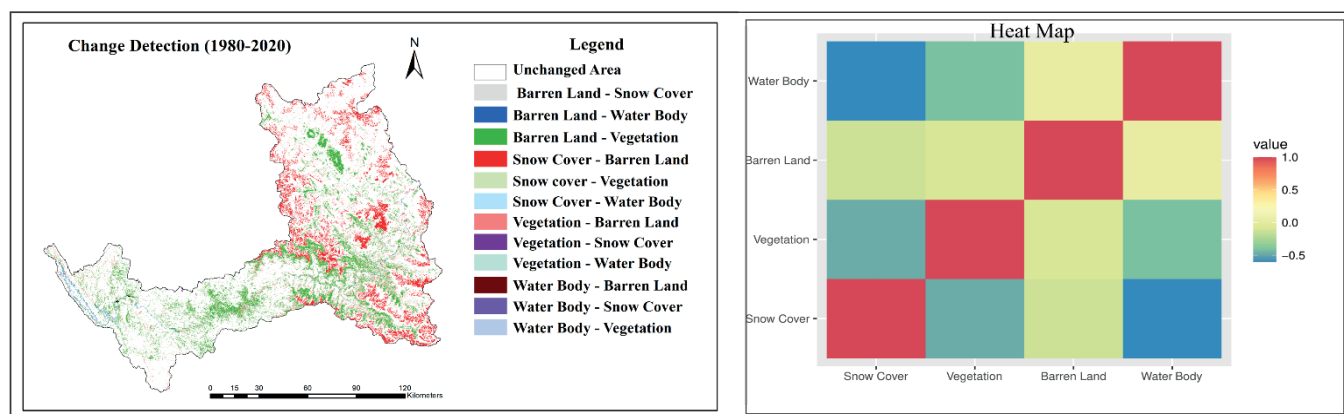 Change Detection (1980-2020)
N
Legend
Unchanged Area
Barren Land - Snow Cover
Barren Land - Water Body
Barren Land - Vegetation
Snow Cover - Barren Land
Snow cover - Vegetation
Snow Cover - Water Body
Vegetation - Barren Land
Vegetation - Snow Cover
Vegetation - Water Body
Water Body - Barren Land
Water Body - Snow Cover
Water Body - Vegetation
0 15 30 60 90 120
Kilometers
Heat Map
Water Body
Barren Land
Vegetation
Snow Cover
Snow Cover Vegetation Barren Land Water Body
value
1.0
0.5
0.0
−0.5